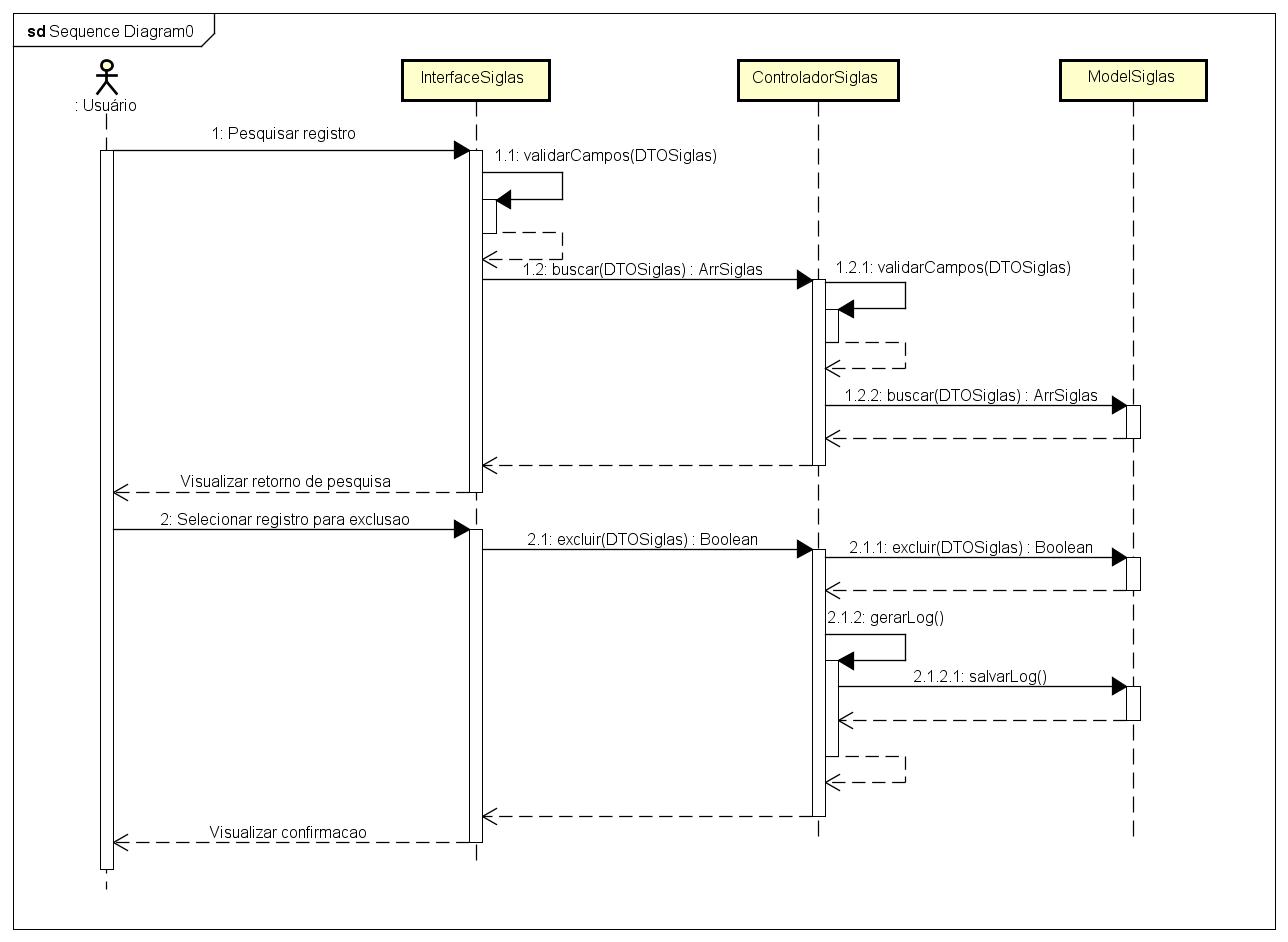 sd Sequence Diagram0
: Usuário
InterfaceSiglas
ControladorSiglas
ModelSiglas
1: Pesquisar registro
1.1: validarCampos(DTOSiglas)
1.2: buscar(DTOSiglas) : ArrSiglas
1.2.1: validarCampos(DTOSiglas)
1.2.2: buscar(DTOSiglas) : ArrSiglas
Visualizar retorno de pesquisa
2: Selecionar registro para exclusao
2.1: excluir(DTOSiglas) : Boolean
2.1.1: excluir(DTOSiglas) : Boolean
2.1.2: gerarLog()
2.1.2.1: salvarLog()
Visualizar confirmacao